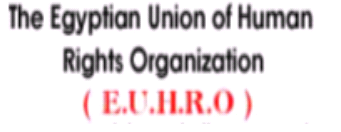 The Egyptian Union of Human
Rights Organization
( E.U.H.R.O )